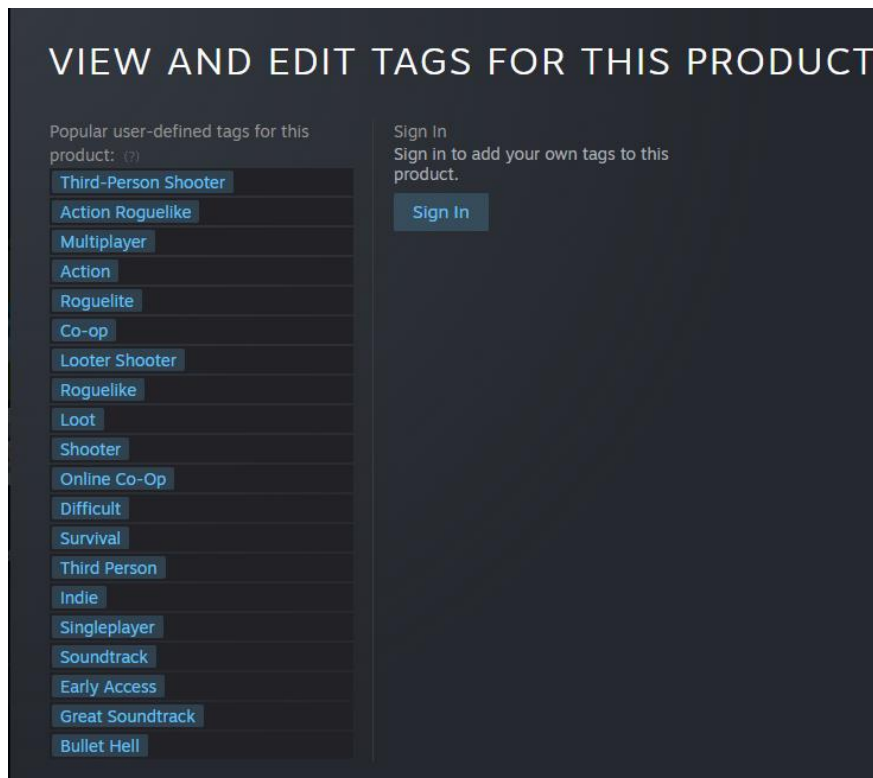 VIEW AND EDIT TAGS FOR THIS PRODUCT
Popular user-defined tags for this
product: (?)
Third-Person Shooter
Action Roguelike
Multiplayer
Action
Roguelite
Co-op
Looter Shooter
Roguelike
Loot
Shooter
Online Co-Op
Difficult
Survival
Third Person
Indie
Singleplayer
Soundtrack
Early Access
Great Soundtrack
Bullet Hell
Sign In
Sign in to add your own tags to this
product.
Sign In